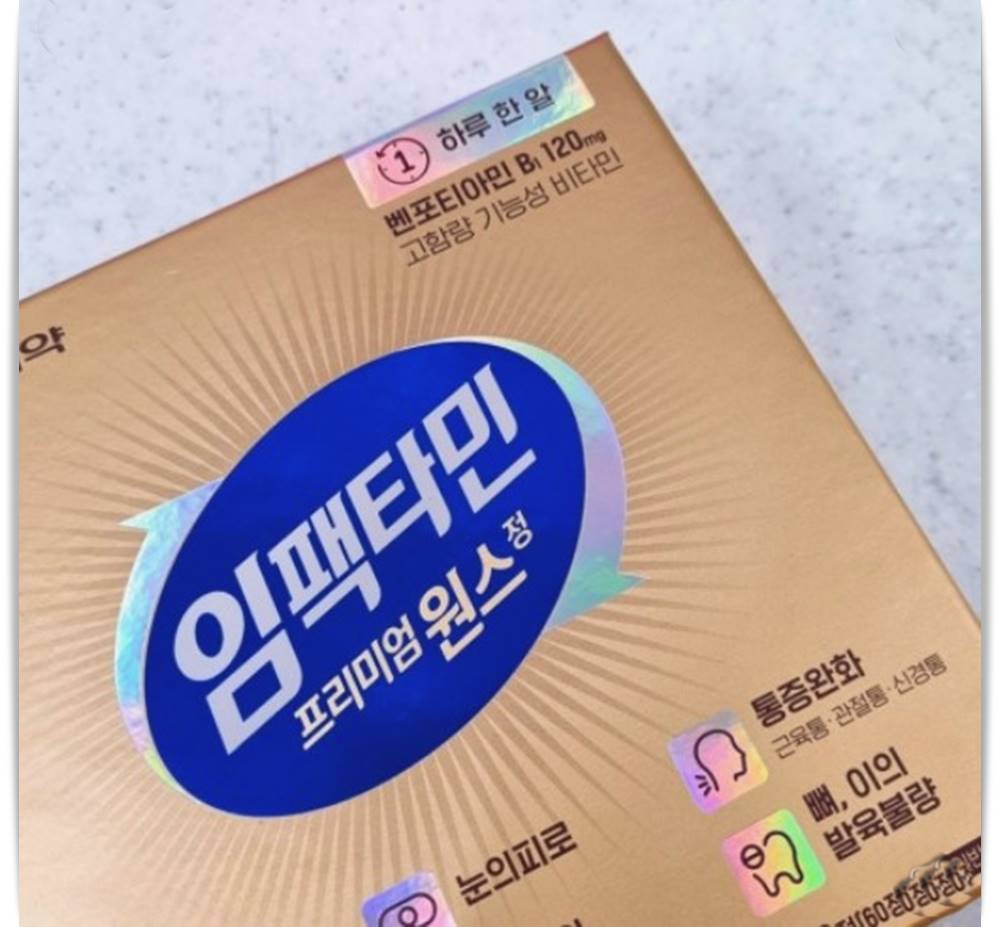 하루 한 알
벤포티아민 B₁ 120mg
고함량 기능성 비타민
약
임팩타민
프리미엄 원스정
통증완화
근육통·관절통·신경통
뼈, 이의
발육불량
눈의피로